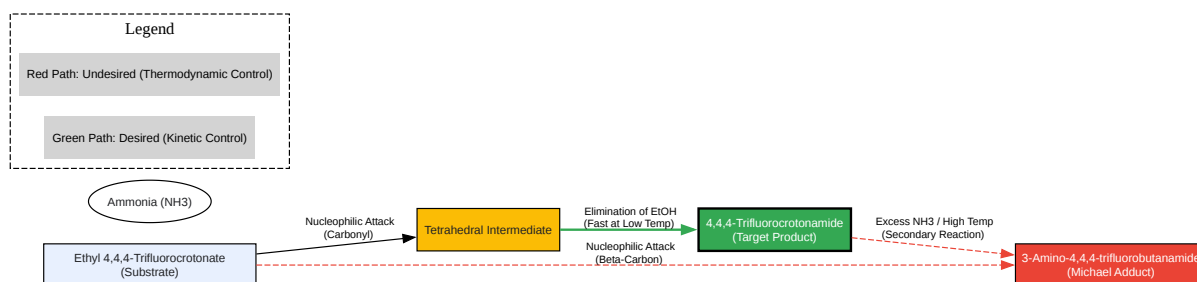 Legend
Red Path: Undesired (Thermodynamic Control)
Green Path: Desired (Kinetic Control)
Ammonia (NH3)
Ethyl 4,4,4-Trifluorocrotonate
(Substrate)
Nucleophilic Attack
(Carbonyl)
Tetrahedral Intermediate
Elimination of EtOH
(Fast at Low Temp)
Nucleophilic Attack
(Beta-Carbon)
4,4,4-Trifluorocrotonamide
(Target Product)
Excess NH3 / High Temp
(Secondary Reaction)
3-Amino-4,4,4-trifluorobutanamide
(Michael Adduct)